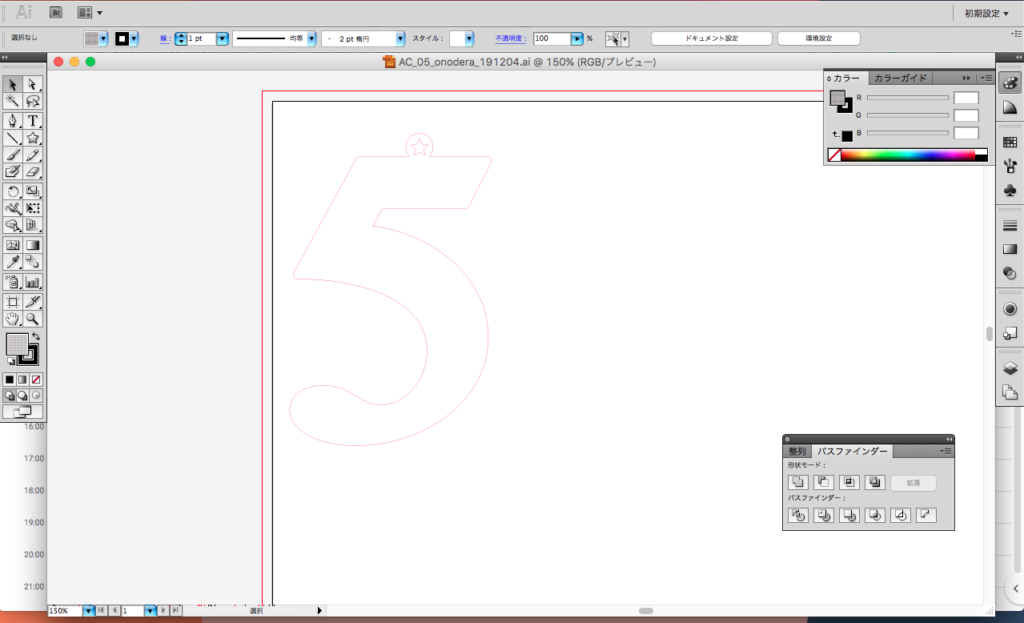 Ai
Br
初期設定
選択なし
線 :
1 pt
均等
2 pt 楕円
スタイル :
不透明度 :
100
%
ドキュメント設定
環境設定
AC_05_onodera_191204.ai @ 150% (RGB/プレビュー)
カラー
カラーガイド
R
G
B
T
5
整列
パスファインダー
形状モード :
拡張
パスファインダー :
16:00
17:00
18:00
19:00
20:00
21:00
150%
1
選択